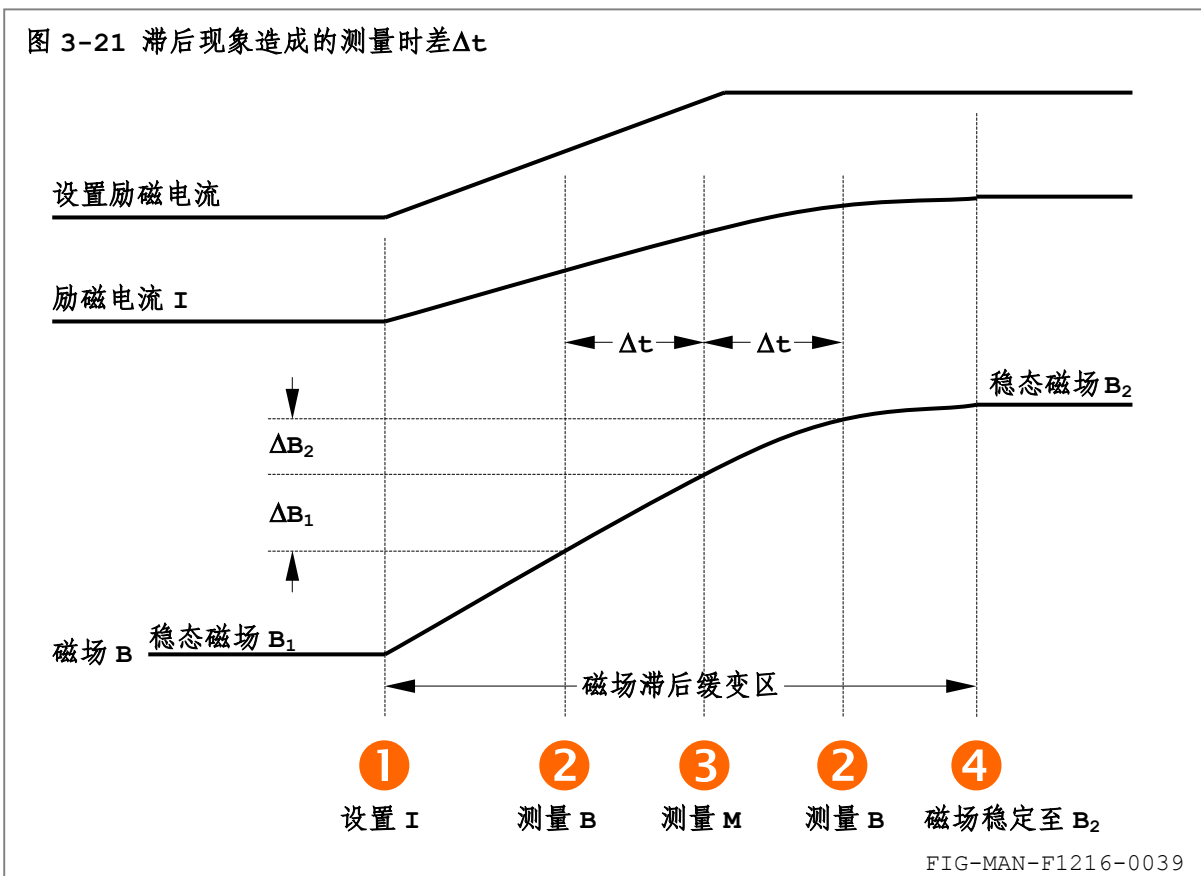 图 3-21 滞后现象造成的测量时差Δt
设置励磁电流
励磁电流 I
Δt Δt
稳态磁场 B₂
ΔB₂
ΔB₁
磁场 B 稳态磁场 B₁
磁场滞后缓变区
1 2 3 2 4
设置 I 测量 B 测量 M 测量 B 磁场稳定至 B₂
FIG-MAN-F1216-0039